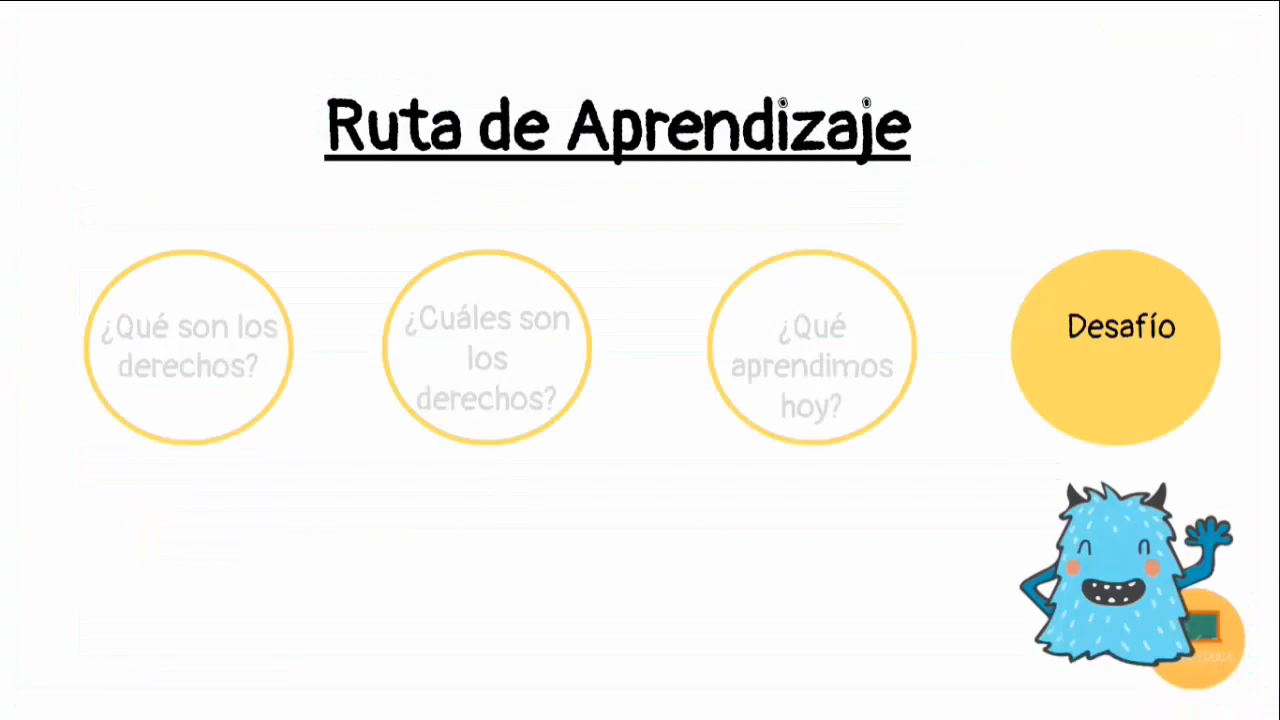 Ruta de Aprendizaje
¿Qué son los
derechos?
¿Cuáles son
los
derechos?
¿Qué
aprendimos
hoy?
Desafío